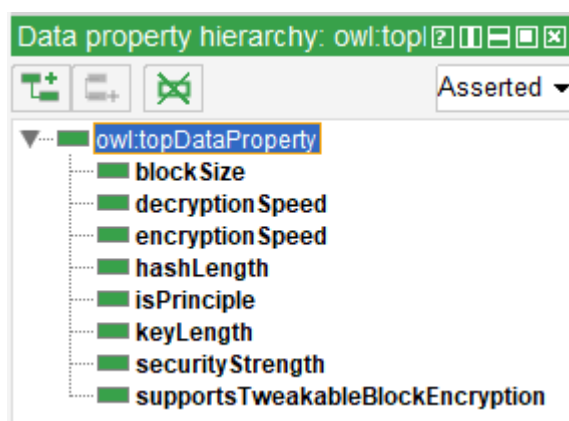 Data property hierarchy: owl:topl
Asserted
owl:topDataProperty
blockSize
decryptionSpeed
encryptionSpeed
hashLength
isPrinciple
keyLength
securityStrength
supportsTweakableBlockEncryption